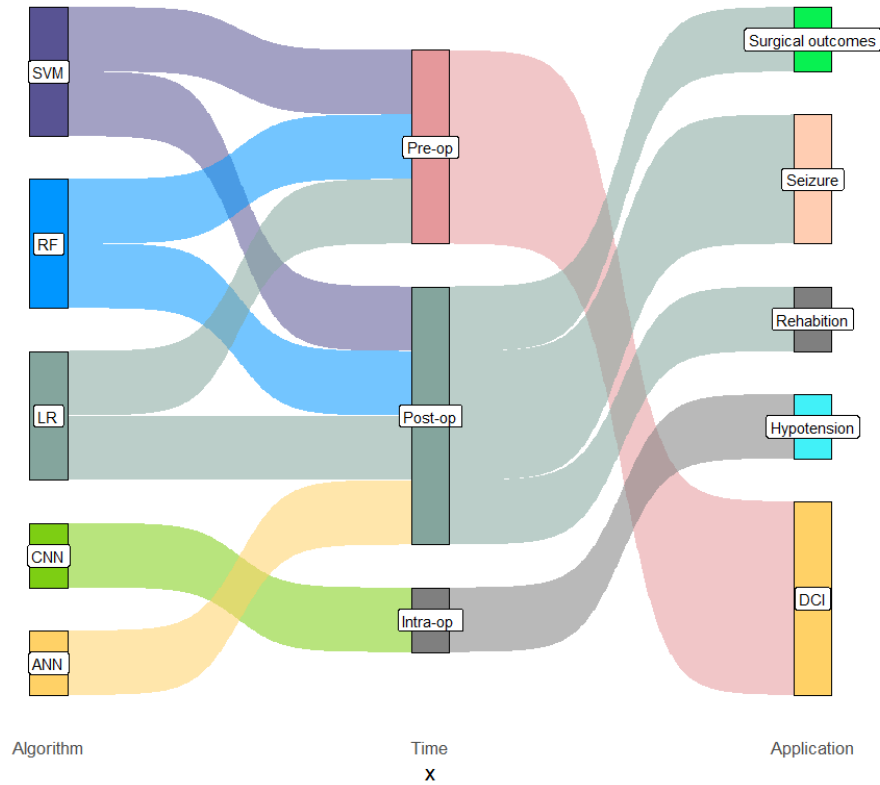 SVM
RF
LR
CNN
ANN
Pre-op
Post-op
Intra-op
Surgical outcomes
Seizure
Rehabition
Hypotension
DCI
Algorithm
Time
Application
x